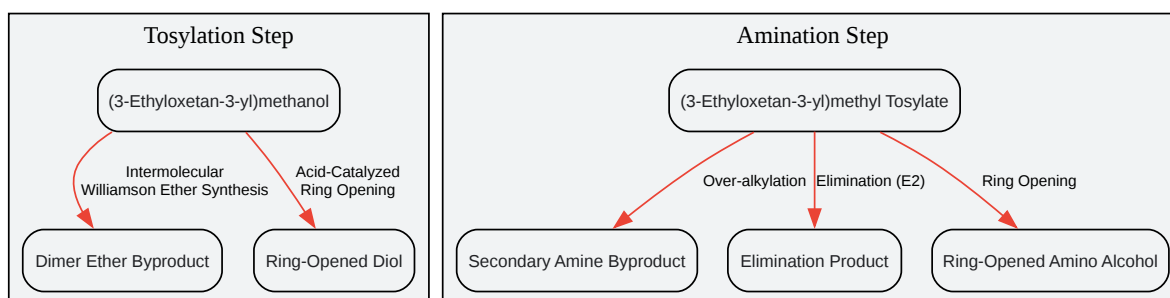 Tosylation Step
(3-Ethyloxetan-3-yl)methanol
Intermolecular
Williamson Ether Synthesis
Acid-Catalyzed
Ring Opening
Dimer Ether Byproduct
Ring-Opened Diol
Amination Step
(3-Ethyloxetan-3-yl)methyl Tosylate
Over-alkylation
Elimination (E2)
Ring Opening
Secondary Amine Byproduct
Elimination Product
Ring-Opened Amino Alcohol